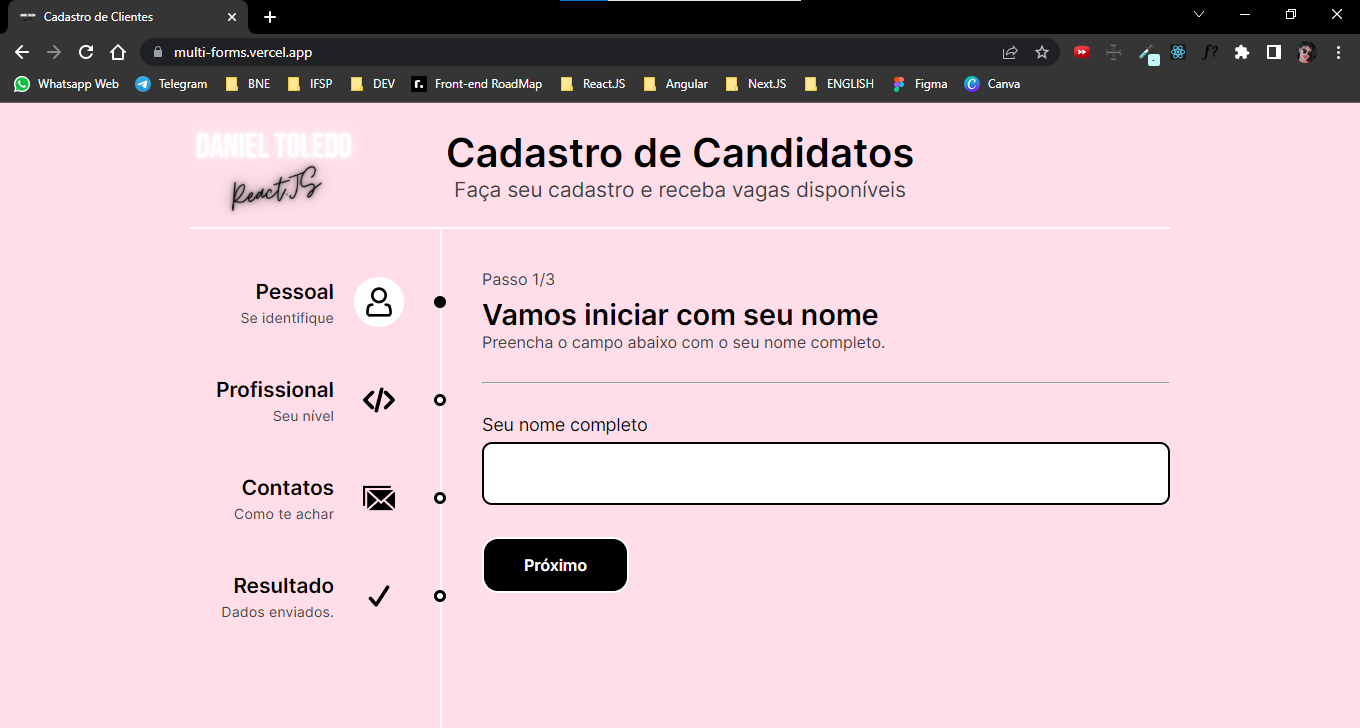 Cadastro de Clientes
multi-forms.vercel.app
Whatsapp Web Telegram BNE IFSP DEV Front-end RoadMap ReactJS Angular Next.JS ENGLISH Figma Canva
DANIEL TOLEDO
React.JS
Cadastro de Candidatos
Faça seu cadastro e receba vagas disponíveis
Pessoal
Se identifique
Profissional
Seu nível
Contatos
Como te achar
Resultado
Dados enviados.
Passo 1/3
Vamos iniciar com seu nome
Preencha o campo abaixo com o seu nome completo.
Seu nome completo
Próximo